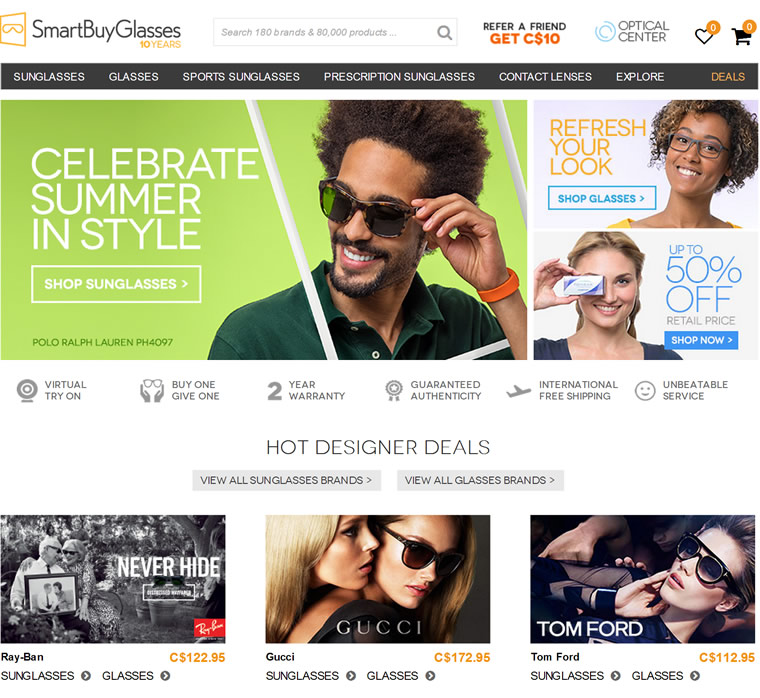 SmartBuyGlasses
10 YEARS
Search 180 brands & 80,000 products ...
REFER A FRIEND
GET C$10
OPTICAL
CENTER
0
0
SUNGLASSES
GLASSES
SPORTS SUNGLASSES
PRESCRIPTION SUNGLASSES
CONTACT LENSES
EXPLORE
DEALS
CELEBRATE
SUMMER
IN STYLE
SHOP SUNGLASSES >
POLO RALPH LAUREN PH4097
REFRESH
YOUR
LOOK
SHOP GLASSES >
UP TO
50%
OFF
RETAIL PRICE
SHOP NOW >
VIRTUAL
TRY ON
BUY ONE
GIVE ONE
2 YEAR
WARRANTY
GUARANTEED
AUTHENTICITY
INTERNATIONAL
FREE SHIPPING
UNBEATABLE
SERVICE
HOT DESIGNER DEALS
VIEW ALL SUNGLASSES BRANDS >
VIEW ALL GLASSES BRANDS >
NEVER HIDE
DISTRESSED WAYFARER
Ray-Ban
GUCCI
TOM FORD
Ray-Ban C$122.95
SUNGLASSES GLASSES
Gucci C$172.95
SUNGLASSES GLASSES
Tom Ford C$112.95
SUNGLASSES GLASSES